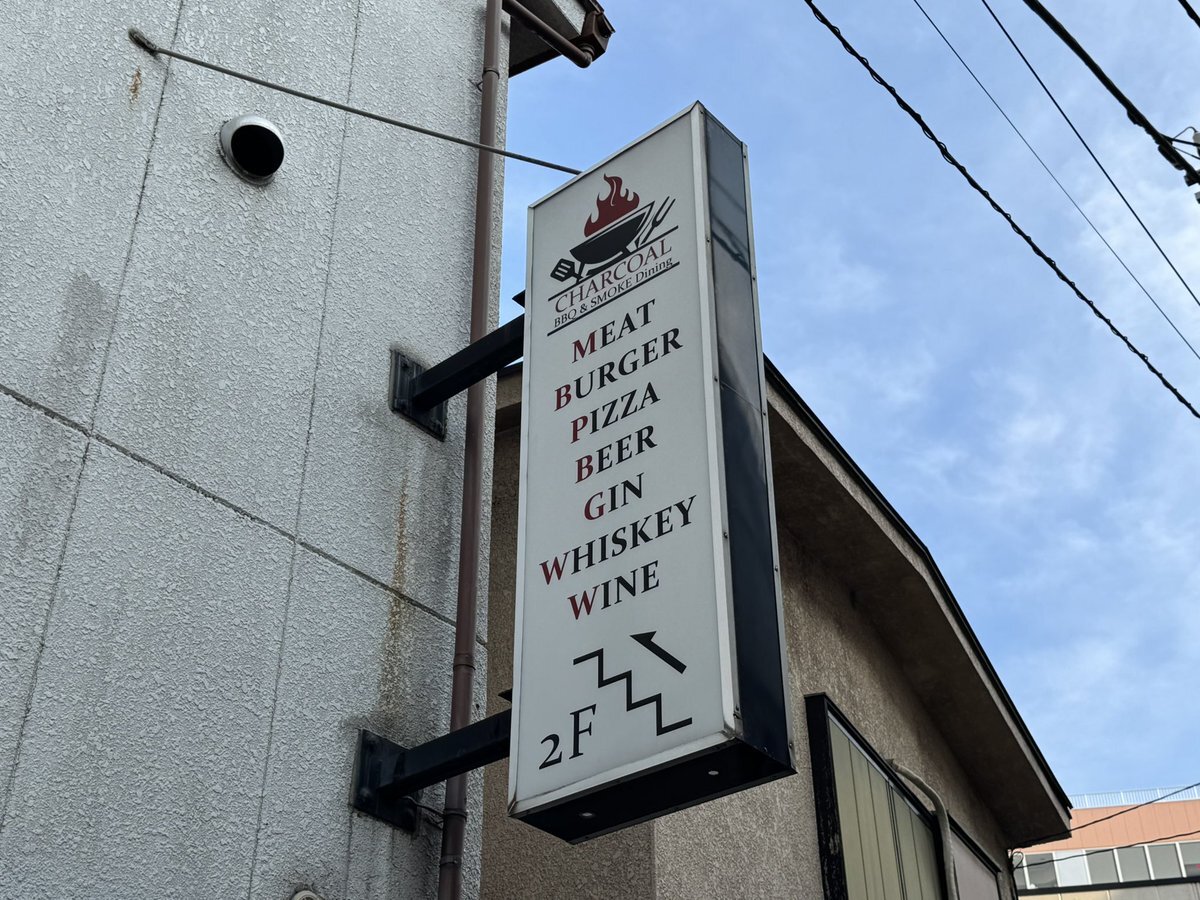 CHARCOAL
BBQ & SMOKE Dining
MEAT
BURGER
PIZZA
BEER
GIN
WHISKEY
WINE
2F